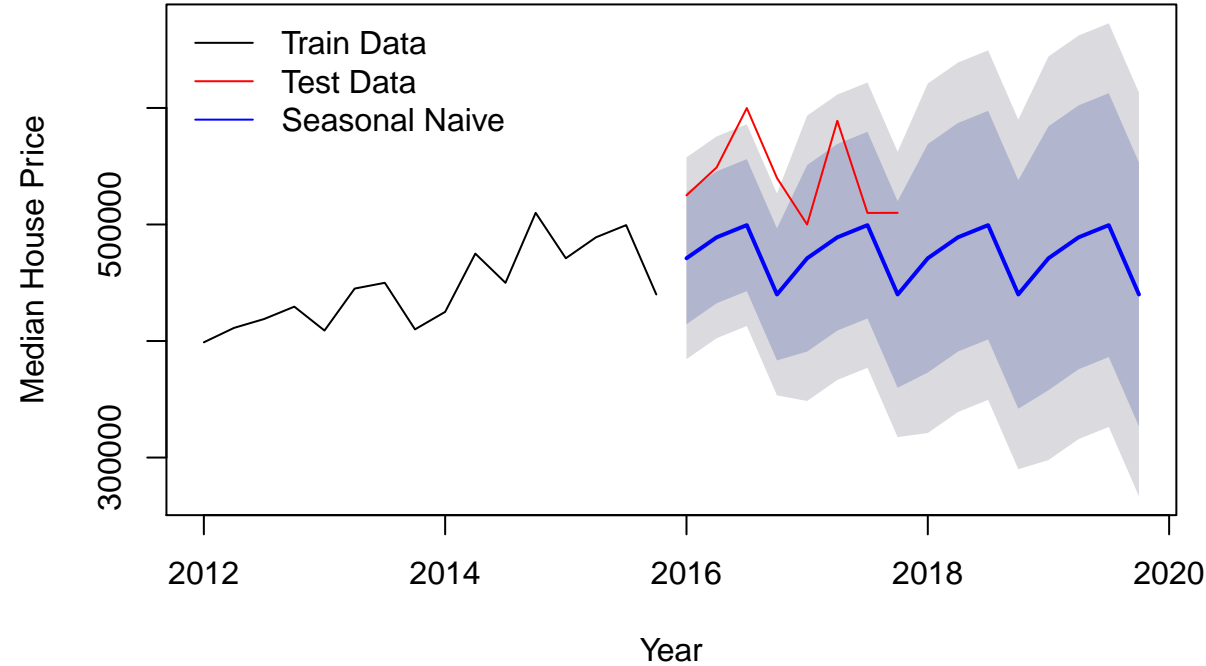 Train Data
Test Data
Seasonal Naive
Median House Price
500000
300000
2012
2014
2016
2018
2020
Year